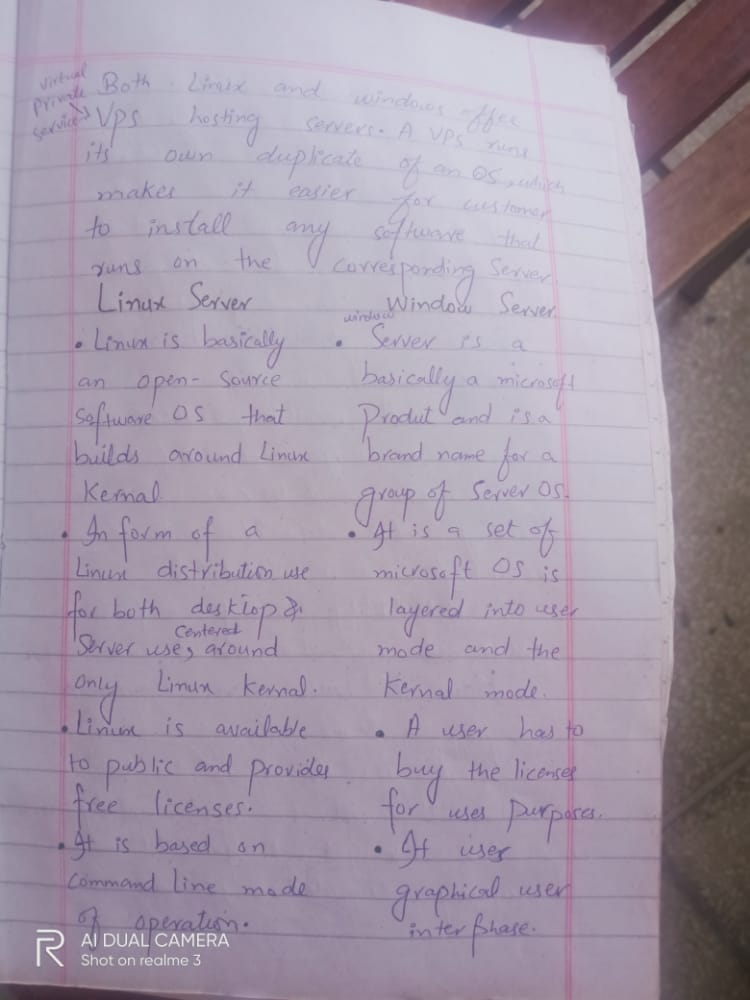 virtual
private
service
Both Linux and windows offer
VPS hosting servers. A VPS runs
its own duplicate of an OS, which
makes it easier for customer
to install any software that
runs on the corresponding Server
Linux Server
• Linux is basically
an open-source
Software OS that
builds around Linux
Kernal
• In form of a
Linux distribution use
for both desktop &
Server use, centered around
only Linux kernal.
• Linux is available
to public and provides
free licenses.
• It is based on
Command line mode
of operation.
Window Server
• window Server is a
basically a microsoft
Produt and is a
brand name for a
group of Server OS.
• It is a set of
microsoft OS is
layered into user
mode and the
Kernal mode.
• A user has to
buy the licenses
for uses purposes.
• It user
graphical user
interphase.
R
AI DUAL CAMERA
Shot on realme 3